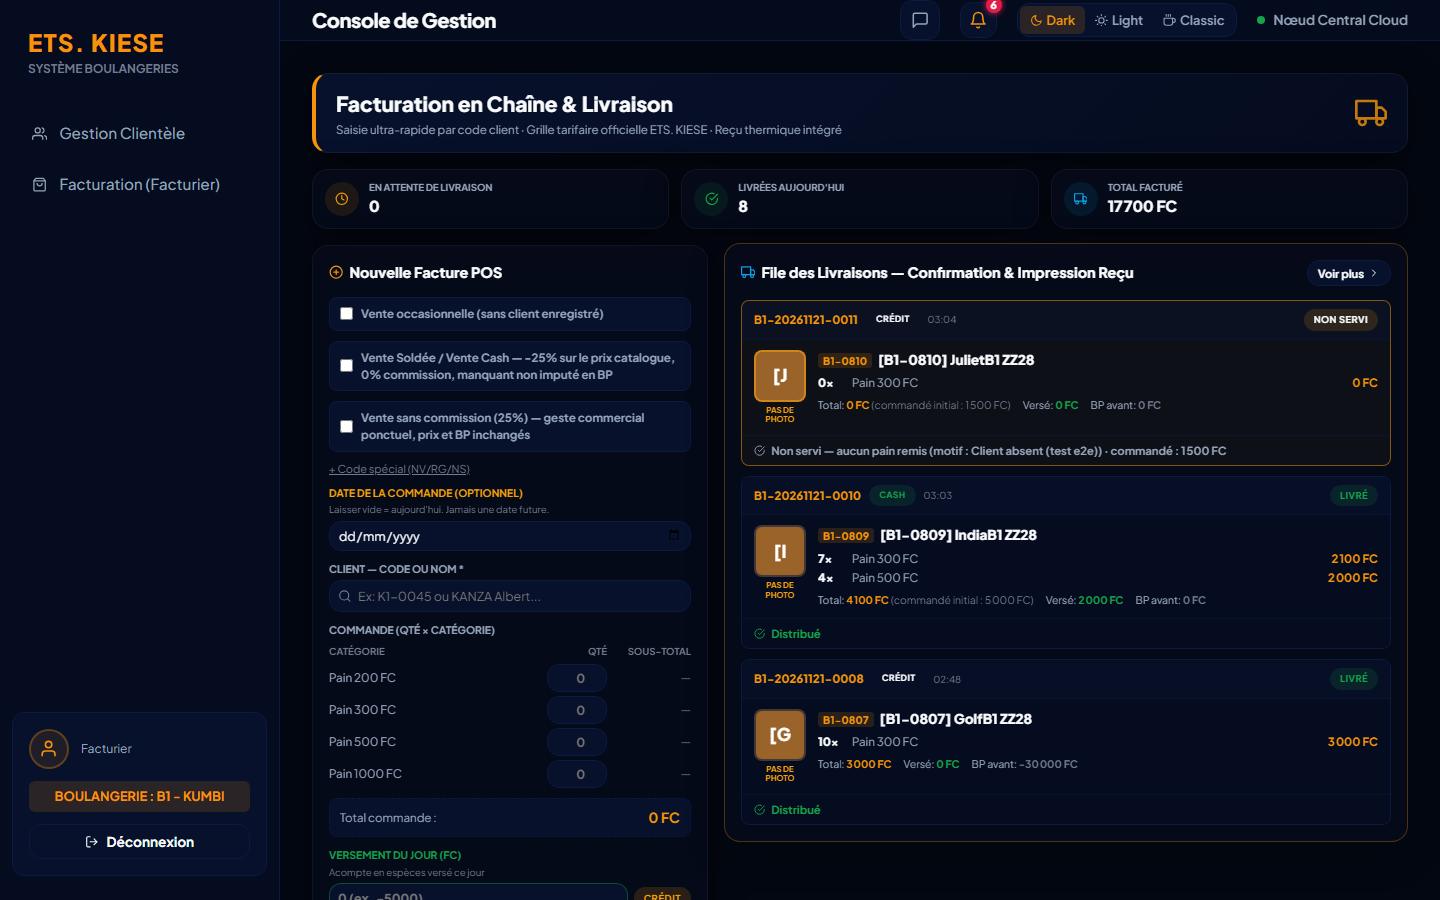 ETS. KIESE
SYSTÈME BOULANGERIES
Gestion Clientèle
Facturation (Facturier)
Facturier
BOULANGERIE : B1 - KUMBI
Déconnexion
Console de Gestion
6
Dark
Light
Classic
Nœud Central Cloud
Facturation en Chaîne & Livraison
Saisie ultra-rapide par code client · Grille tarifaire officielle ETS. KIESE · Reçu thermique intégré
EN ATTENTE DE LIVRAISON
0
LIVRÉES AUJOURD'HUI
8
TOTAL FACTURÉ
17700 FC
Nouvelle Facture POS
Vente occasionnelle (sans client enregistré)
Vente Soldée / Vente Cash — -25% sur le prix catalogue,
0% commission, manquant non imputé en BP
Vente sans commission (25%) — geste commercial
ponctuel, prix et BP inchangés
+ Code spécial (NV/RG/NS)
DATE DE LA COMMANDE (OPTIONNEL)
Laisser vide = aujourd'hui. Jamais une date future.
dd/mm/yyyy
CLIENT — CODE OU NOM *
Ex: K1-0045 ou KANZA Albert...
COMMANDE (QTÉ × CATÉGORIE)
CATÉGORIE QTÉ SOUS-TOTAL
Pain 200 FC 0 —
Pain 300 FC 0 —
Pain 500 FC 0 —
Pain 1000 FC 0 —
Total commande : 0 FC
VERSEMENT DU JOUR (FC)
Acompte en espèces versé ce jour
0 (ex. -5000) CRÉDIT
File des Livraisons — Confirmation & Impression Reçu
Voir plus
B1-20261121-0011 CRÉDIT 03:04 NON SERVI
[J
PAS DE
PHOTO
B1-0810 [B1-0810] JulietB1 ZZ28
0× Pain 300 FC 0 FC
Total: 0 FC (commandé initial : 1500 FC) Versé: 0 FC BP avant: 0 FC
Non servi — aucun pain remis (motif : Client absent (test e2e)) · commandé : 1500 FC
B1-20261121-0010 CASH 03:03 LIVRÉ
[I
PAS DE
PHOTO
B1-0809 [B1-0809] IndiaB1 ZZ28
7× Pain 300 FC 2100 FC
4× Pain 500 FC 2000 FC
Total: 4100 FC (commandé initial : 5000 FC) Versé: 2000 FC BP avant: 0 FC
Distribué
B1-20261121-0008 CRÉDIT 02:48 LIVRÉ
[G
PAS DE
PHOTO
B1-0807 [B1-0807] GolfB1 ZZ28
10× Pain 300 FC 3000 FC
Total: 3000 FC Versé: 0 FC BP avant: -30000 FC
Distribué